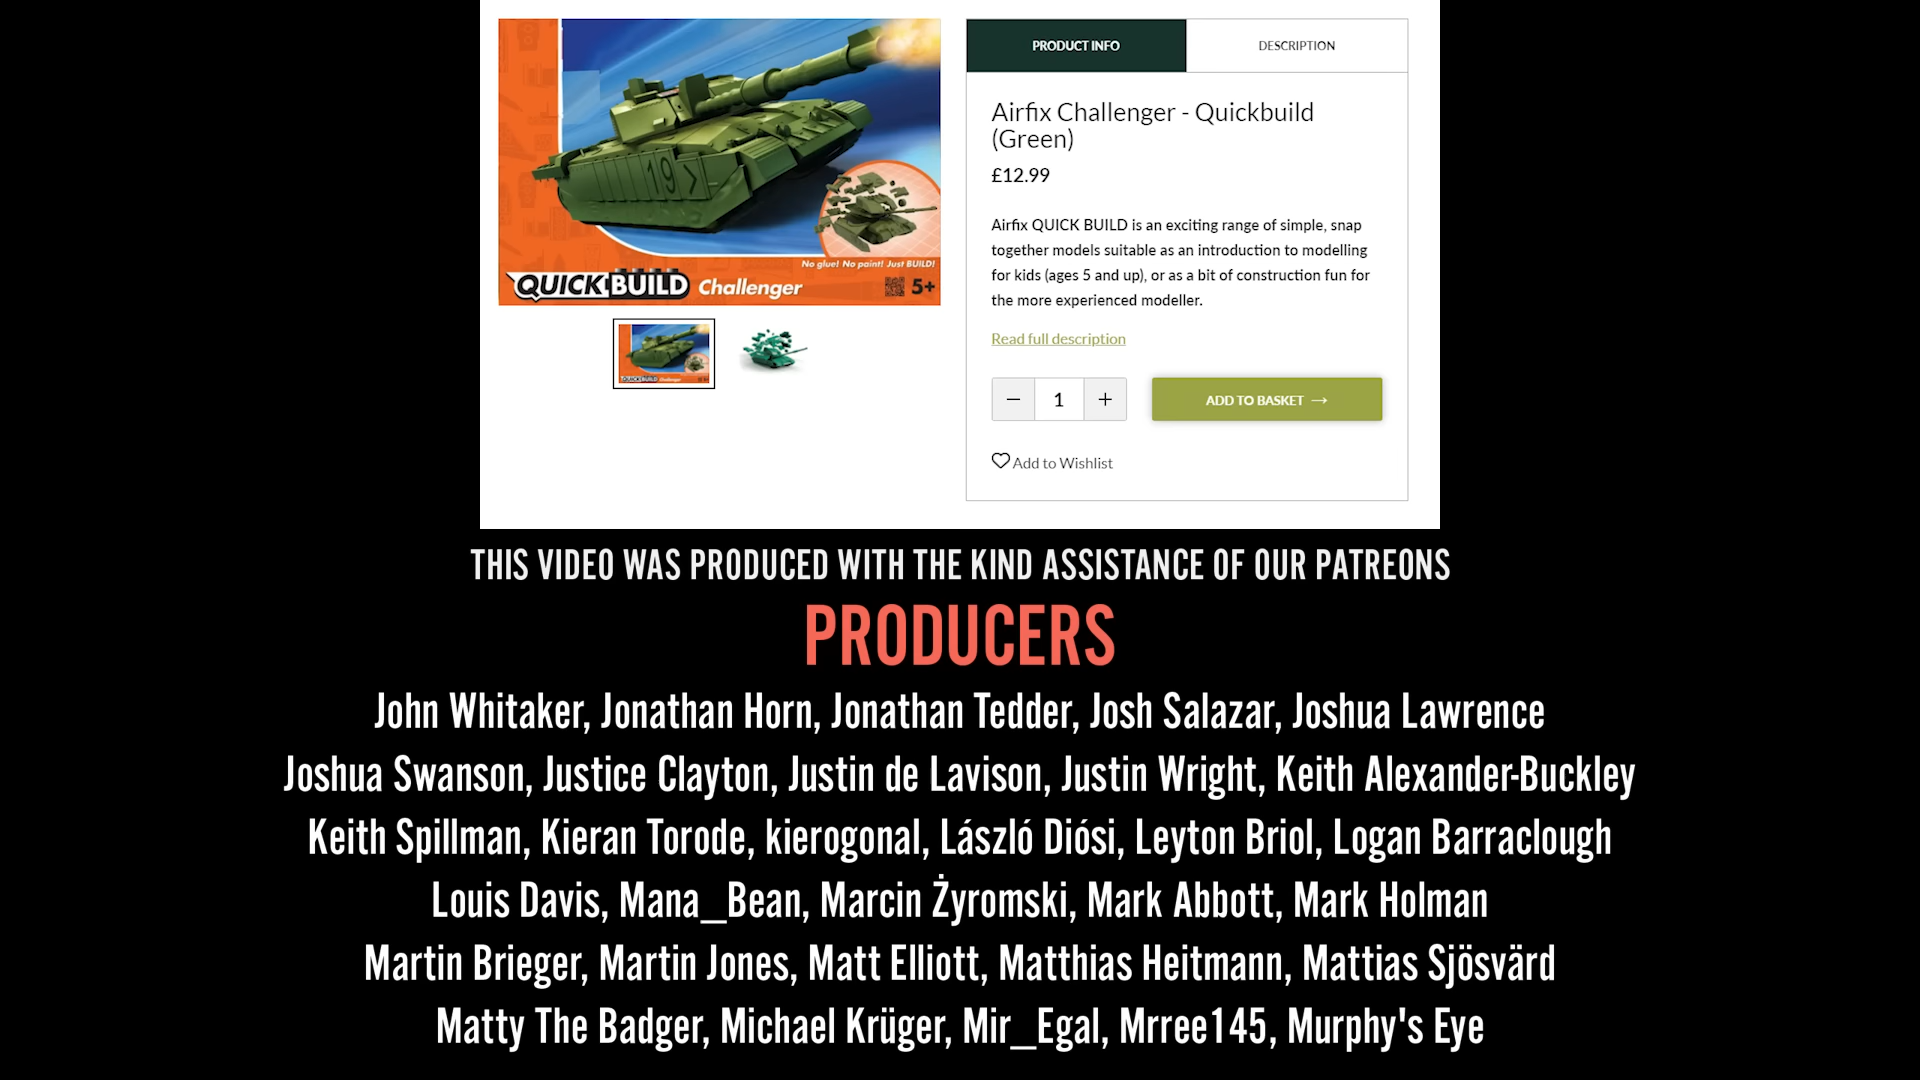 19 >
No glue! No paint! Just BUILD!
QUICK BUILD Challenger
5+
PRODUCT INFO
DESCRIPTION
Airfix Challenger - Quickbuild
(Green)
£12.99
Airfix QUICK BUILD is an exciting range of simple, snap
together models suitable as an introduction to modelling
for kids (ages 5 and up), or as a bit of construction fun for
the more experienced modeller.
Read full description
− 1 +
ADD TO BASKET →
Add to Wishlist
THIS VIDEO WAS PRODUCED WITH THE KIND ASSISTANCE OF OUR PATREONS
PRODUCERS
John Whitaker, Jonathan Horn, Jonathan Tedder, Josh Salazar, Joshua Lawrence
Joshua Swanson, Justice Clayton, Justin de Lavison, Justin Wright, Keith Alexander-Buckley
Keith Spillman, Kieran Torode, kierogonal, László Diósi, Leyton Briol, Logan Barraclough
Louis Davis, Mana_Bean, Marcin Żyromski, Mark Abbott, Mark Holman
Martin Brieger, Martin Jones, Matt Elliott, Matthias Heitmann, Mattias Sjösvärd
Matty The Badger, Michael Krüger, Mir_Egal, Mrree145, Murphy's Eye